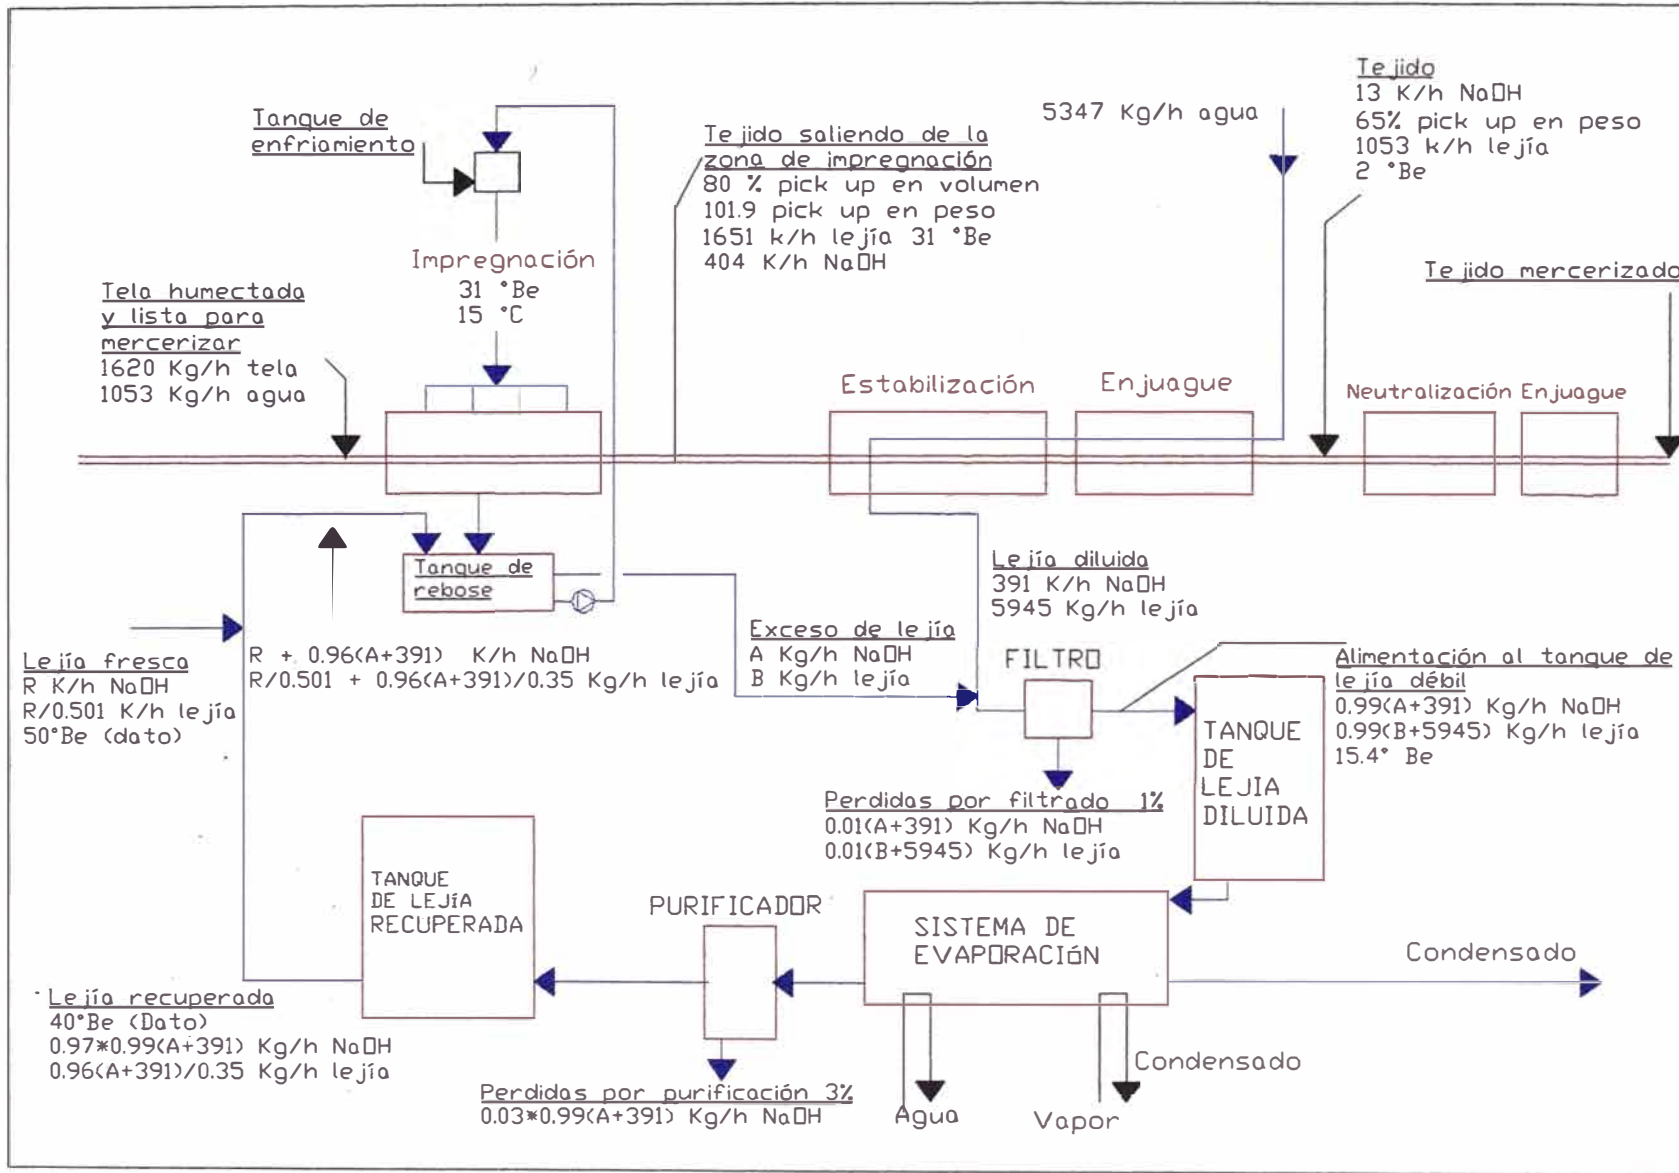 Tanque de
enfriamiento
Tejido saliendo de la
zona de impregnación
80 % pick up en volumen
101.9 pick up en peso
1651 k/h lejía 31 °Be
404 K/h NaOH
5347 Kg/h agua
Tejido
13 K/h NaOH
65% pick up en peso
1053 k/h lejía
2 °Be
Impregnación
31 °Be
15 °C
Tela humectada
y lista para
mercerizar
1620 Kg/h tela
1053 Kg/h agua
Tejido mercerizado
Estabilización
Enjuague
Neutralización
Enjuague
Tanque de
rebose
Lejía fresca
R K/h NaOH
R/0.501 K/h lejía
50°Be (dato)
R + 0.96(A+391) K/h NaOH
R/0.501 + 0.96(A+391)/0.35 Kg/h lejía
Exceso de lejía
A Kg/h NaOH
B Kg/h lejía
Lejía diluida
391 K/h NaOH
5945 Kg/h lejía
FILTRO
Alimentación al tanque de
lejía débil
0.99(A+391) Kg/h NaOH
0.99(B+5945) Kg/h lejía
15.4° Be
TANQUE
DE
LEJIA
DILUIDA
Perdidas por filtrado 1%
0.01(A+391) Kg/h NaOH
0.01(B+5945) Kg/h lejía
TANQUE
DE LEJíA
RECUPERADA
PURIFICADOR
SISTEMA DE
EVAPORACIóN
Condensado
Lejía recuperada
40°Be (Dato)
0.97*0.99(A+391) Kg/h NaOH
0.96(A+391)/0.35 Kg/h lejía
Perdidas por purificación 3%
0.03*0.99(A+391) Kg/h NaOH
Condensado
Agua
Vapor